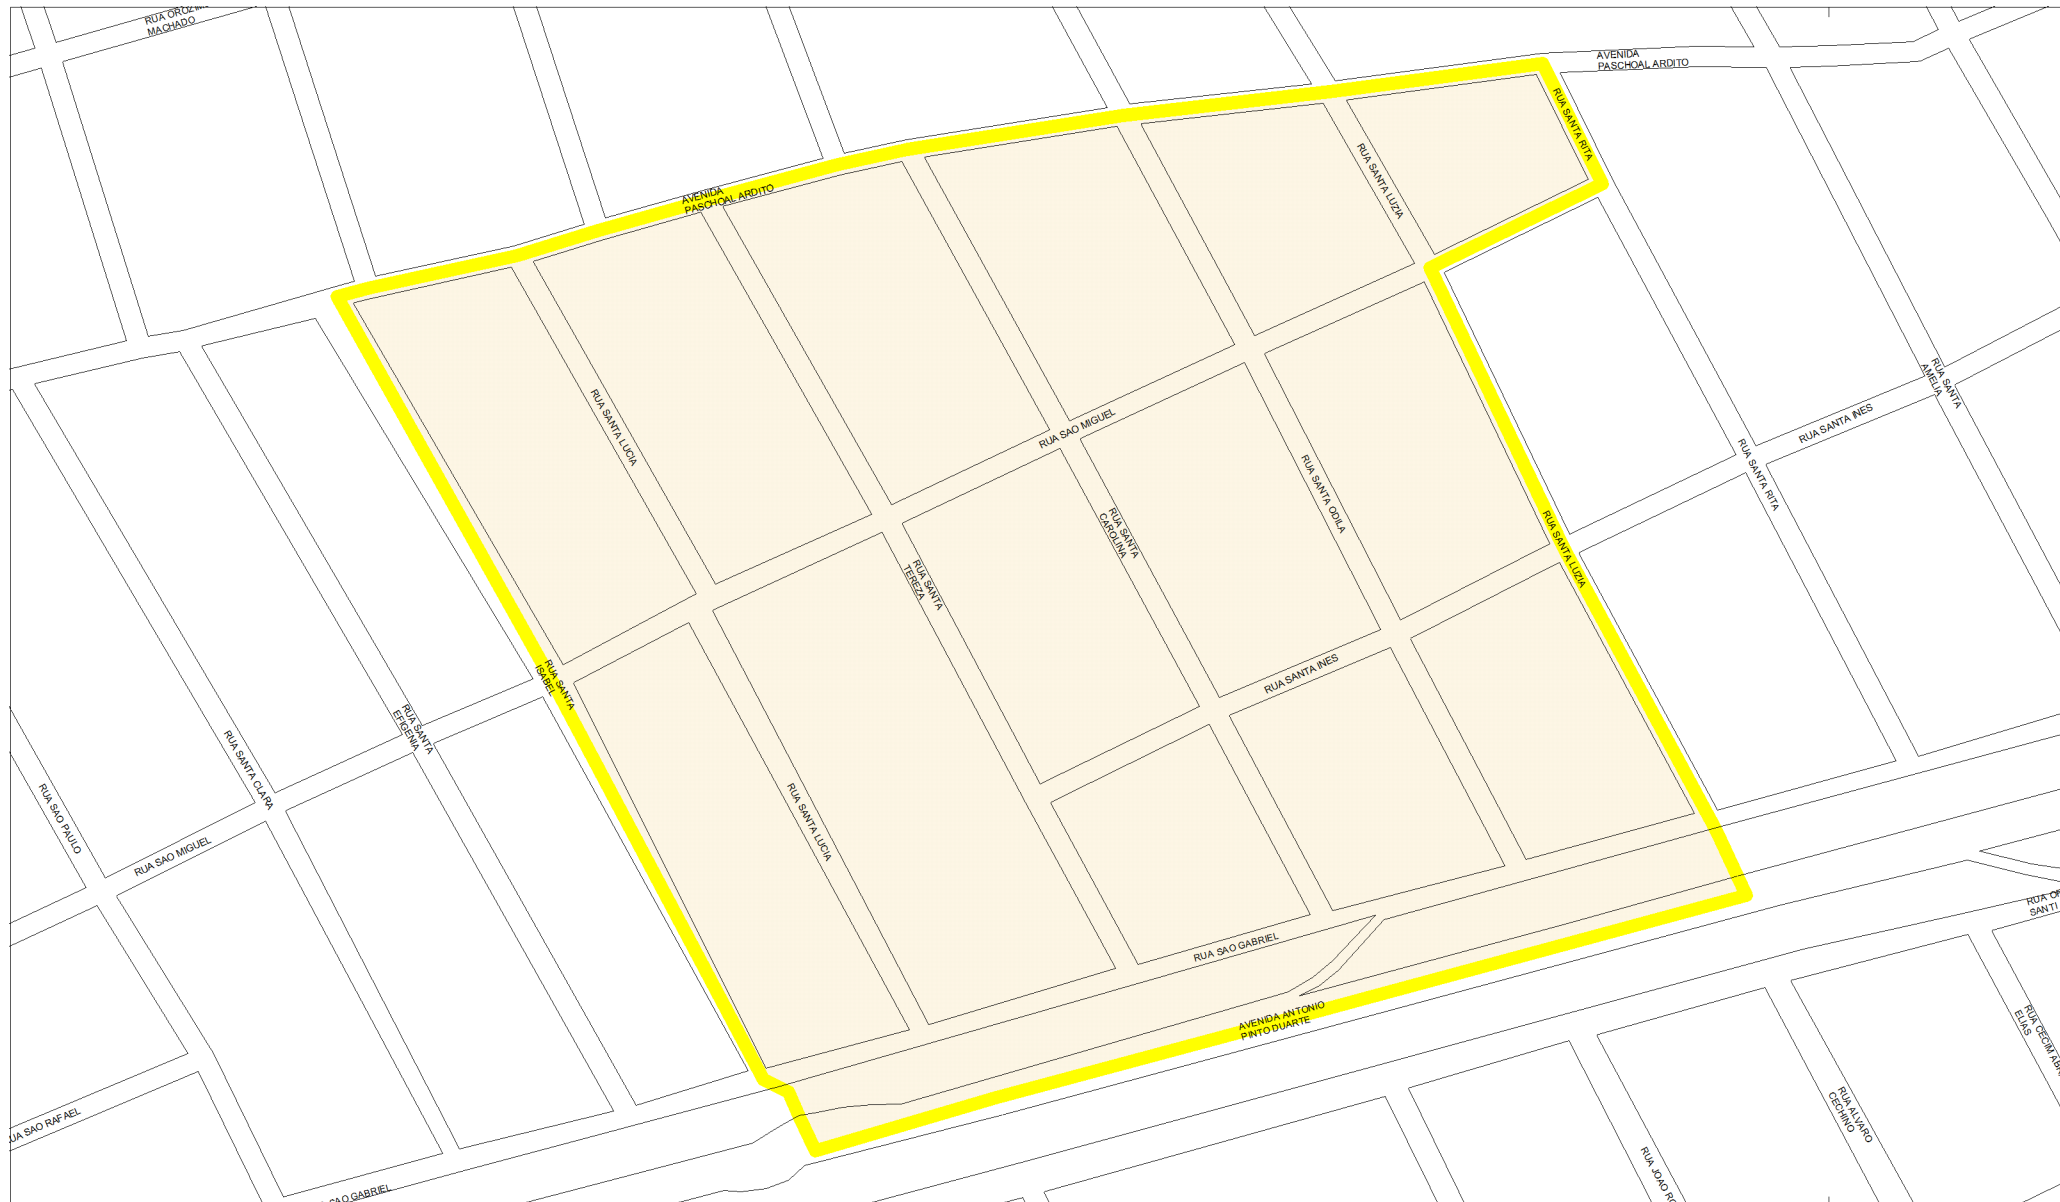 RUA OROZIM
MACHADO
AVENIDA
PASCHOAL ARDITO
RUA SANTA RITA
AVENIDA
PASCHOAL ARDITO
RUA SANTA LUZIA
RUA SANTA LUCIA
RUA SAO MIGUEL
RUA SANTA
AMELIA
RUA SANTA INES
RUA SANTA RITA
RUA SANTA ODILA
RUA SANTA
CAROLINA
RUA SANTA LUZIA
RUA SANTA
TEREZA
RUA SANTA
ISABEL
RUA SANTA INES
RUA SANTA
EFIGENIA
RUA SANTA CLARA
RUA SAO PAULO
RUA SANTA LUCIA
RUA SAO MIGUEL
RUA SAO GABRIEL
AVENIDA ANTONIO
PINTO DUARTE
SANTI
RUA CECIM
ELIAS
RUA ALVARO
CECHINO
RUA JOAO
UA SAO RAFAEL
SAO GABRIEL